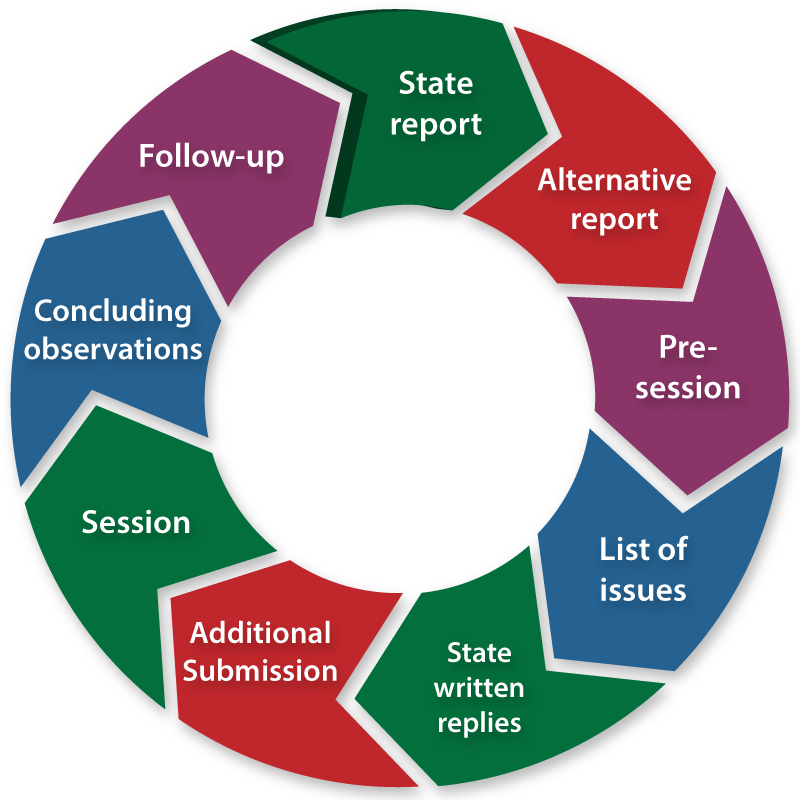 State
report
Alternative
report
Pre-
session
List of
issues
State
written
replies
Additional
Submission
Session
Concluding
observations
Follow-up